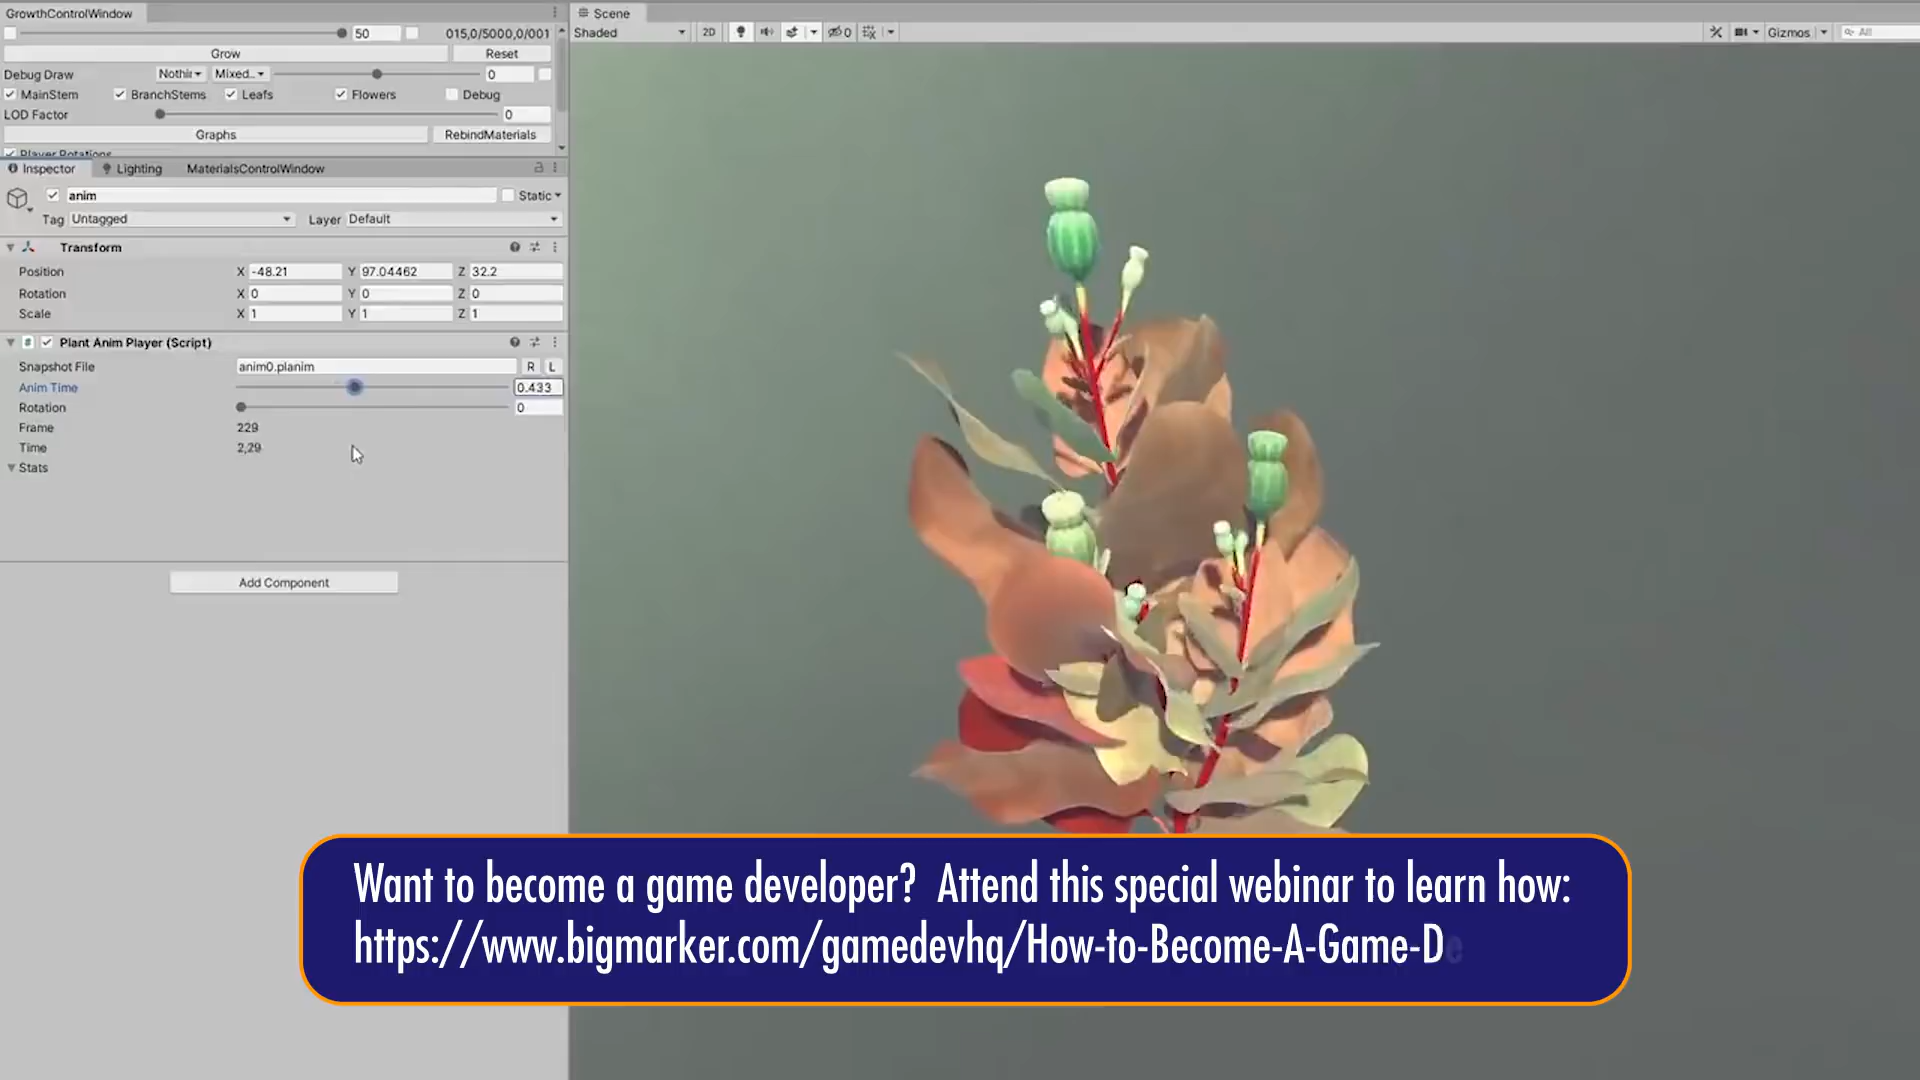 GrowthControlWindow
50 015,0/5000,0/001
Grow Reset
Debug Draw Nothir Mixed.. 0
MainStem BranchStems Leafs Flowers Debug
LOD Factor 0
Graphs RebindMaterials
Player Rotations
Inspector Lighting MaterialsControlWindow
anim Static
Tag Untagged Layer Default
Transform
Position X -48.21 Y 97.04462 Z 32.2
Rotation X 0 Y 0 Z 0
Scale X 1 Y 1 Z 1
Plant Anim Player (Script)
Snapshot File anim0.planim R L
Anim Time 0.433
Rotation 0
Frame 229
Time 2,29
Stats
Add Component
Scene
Shaded 2D 0 Gizmos All
Want to become a game developer? Attend this special webinar to learn how:
https://www.bigmarker.com/gamedevhq/How-to-Become-A-Game-De